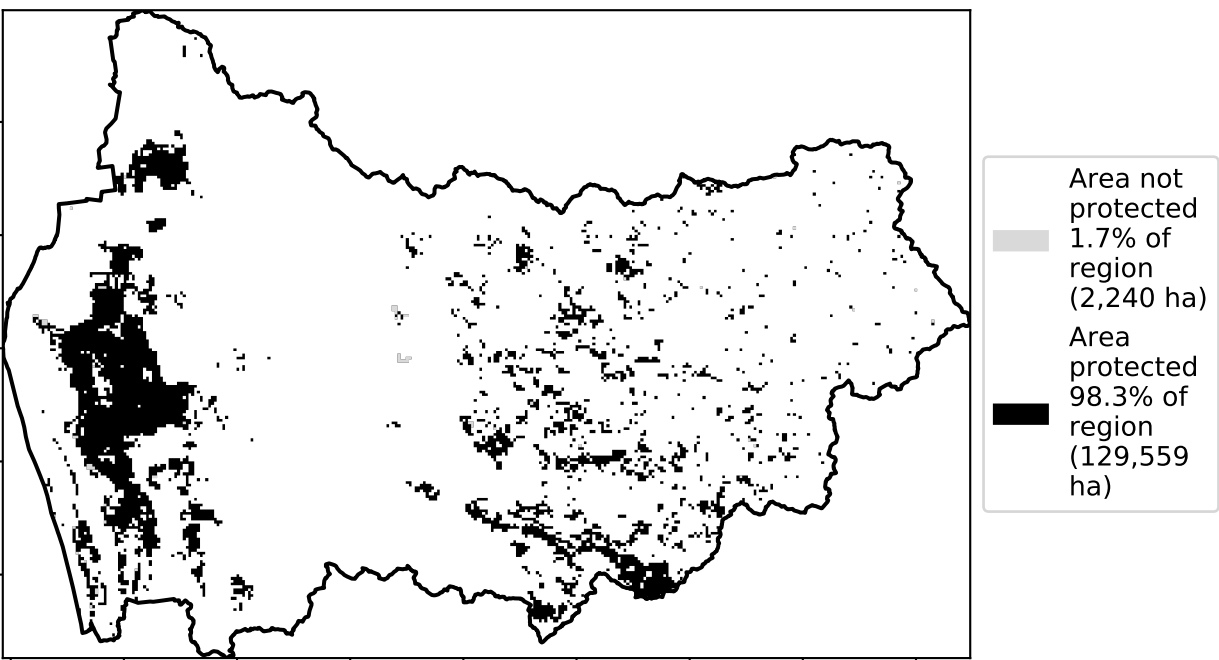 Area not
protected
1.7% of
region
(2,240 ha)
Area
protected
98.3% of
region
(129,559
ha)